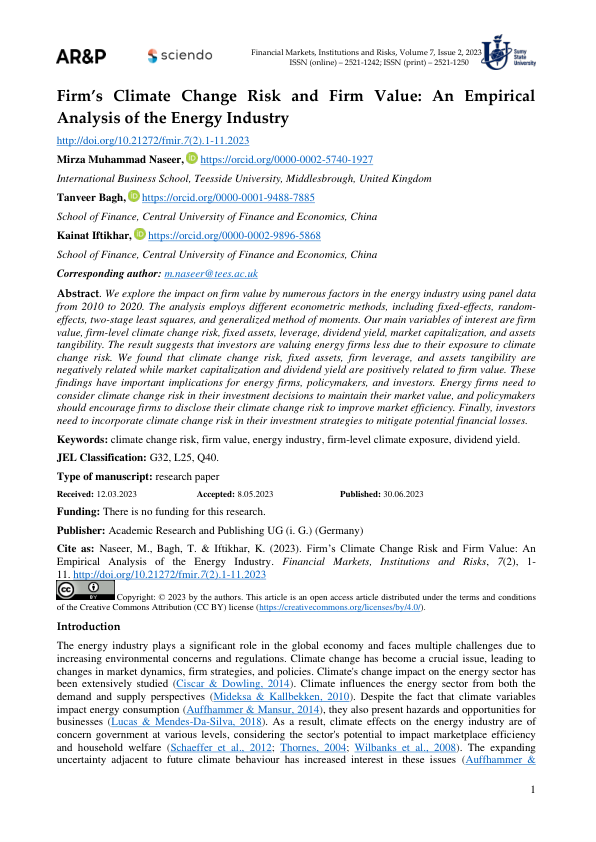 AR&P
sciendo
Financial Markets, Institutions and Risks, Volume 7, Issue 2, 2023
ISSN (online) – 2521-1242; ISSN (print) – 2521-1250
Sumy
State
University
Firm's Climate Change Risk and Firm Value: An Empirical
Analysis of the Energy Industry
http://doi.org/10.21272/fmir.7(2).1-11.2023
Mirza Muhammad Naseer, iD https://orcid.org/0000-0002-5740-1927
International Business School, Teesside University, Middlesbrough, United Kingdom
Tanveer Bagh, iD https://orcid.org/0000-0001-9488-7885
School of Finance, Central University of Finance and Economics, China
Kainat Iftikhar, iD https://orcid.org/0000-0002-9896-5868
School of Finance, Central University of Finance and Economics, China
Corresponding author: m.naseer@tees.ac.uk
Abstract. We explore the impact on firm value by numerous factors in the energy industry using panel data
from 2010 to 2020. The analysis employs different econometric methods, including fixed-effects, random-
effects, two-stage least squares, and generalized method of moments. Our main variables of interest are firm
value, firm-level climate change risk, fixed assets, leverage, dividend yield, market capitalization, and assets
tangibility. The result suggests that investors are valuing energy firms less due to their exposure to climate
change risk. We found that climate change risk, fixed assets, firm leverage, and assets tangibility are
negatively related while market capitalization and dividend yield are positively related to firm value. These
findings have important implications for energy firms, policymakers, and investors. Energy firms need to
consider climate change risk in their investment decisions to maintain their market value, and policymakers
should encourage firms to disclose their climate change risk to improve market efficiency. Finally, investors
need to incorporate climate change risk in their investment strategies to mitigate potential financial losses.
Keywords: climate change risk, firm value, energy industry, firm-level climate exposure, dividend yield.
JEL Classification: G32, L25, Q40.
Type of manuscript: research paper
Received: 12.03.2023 Accepted: 8.05.2023 Published: 30.06.2023
Funding: There is no funding for this research.
Publisher: Academic Research and Publishing UG (i. G.) (Germany)
Cite as: Naseer, M., Bagh, T. & Iftikhar, K. (2023). Firm's Climate Change Risk and Firm Value: An
Empirical Analysis of the Energy Industry. Financial Markets, Institutions and Risks, 7(2), 1-
11. http://doi.org/10.21272/fmir.7(2).1-11.2023
cc BY Copyright: © 2023 by the authors. This article is an open access article distributed under the terms and conditions
of the Creative Commons Attribution (CC BY) license (https://creativecommons.org/licenses/by/4.0/).
Introduction
The energy industry plays a significant role in the global economy and faces multiple challenges due to
increasing environmental concerns and regulations. Climate change has become a crucial issue, leading to
changes in market dynamics, firm strategies, and policies. Climate's change impact on the energy sector has
been extensively studied (Ciscar & Dowling, 2014). Climate influences the energy sector from both the
demand and supply perspectives (Mideksa & Kallbekken, 2010). Despite the fact that climate variables
impact energy consumption (Auffhammer & Mansur, 2014), they also present hazards and opportunities for
businesses (Lucas & Mendes-Da-Silva, 2018). As a result, climate effects on the energy industry are of
concern government at various levels, considering the sector's potential to impact marketplace efficiency
and household welfare (Schaeffer et al., 2012; Thornes, 2004; Wilbanks et al., 2008). The expanding
uncertainty adjacent to future climate behaviour has increased interest in these issues (Auffhammer &
1